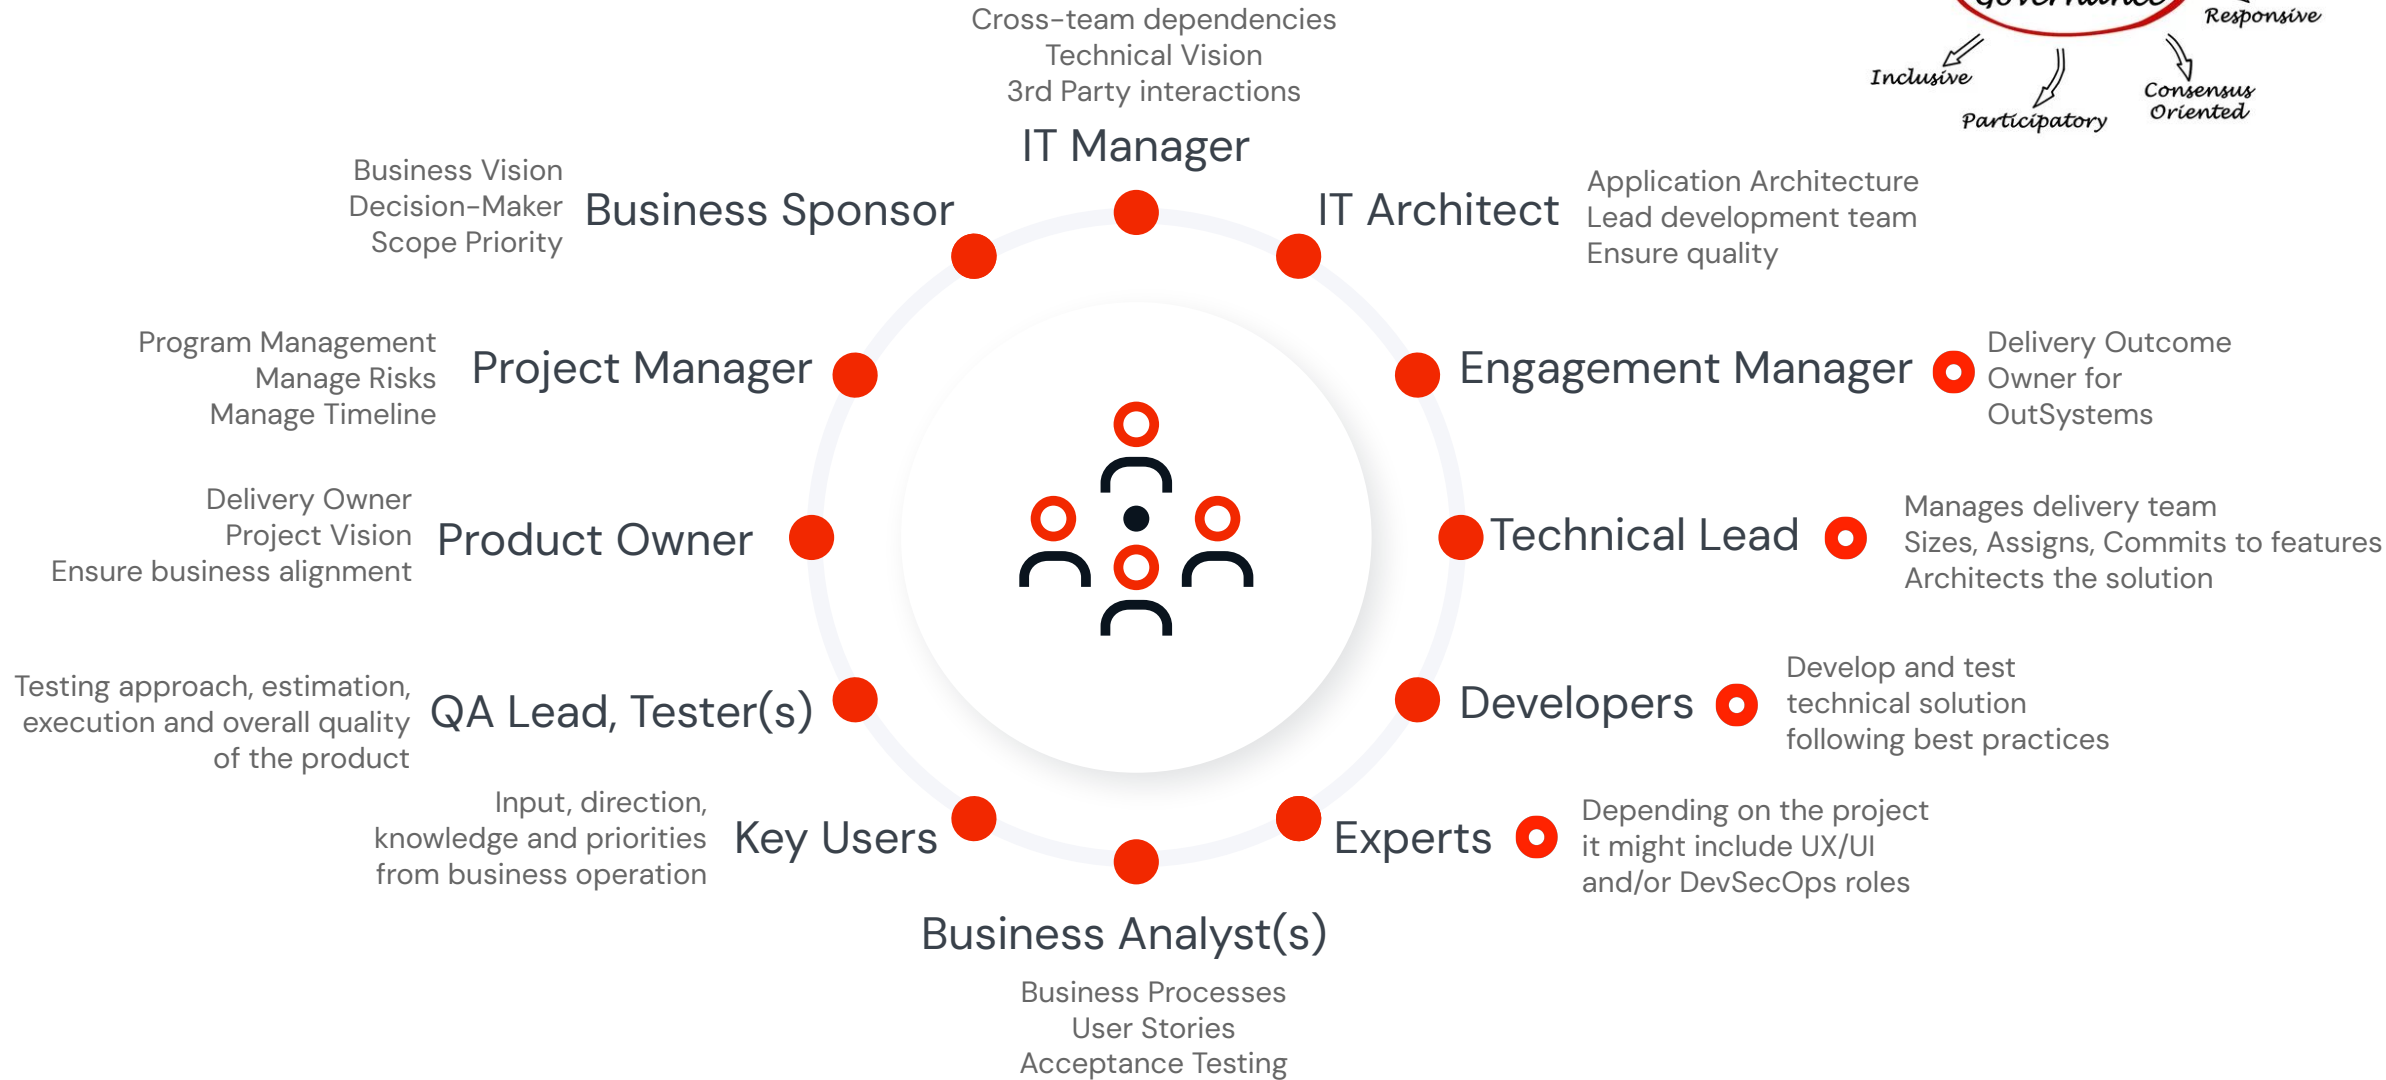 Cross-team dependencies
Technical Vision
3rd Party interactions
IT Manager
Governance
Responsive
Inclusive
Participatory
Consensus
Oriented
Business Vision
Decision-Maker
Scope Priority
Business Sponsor
IT Architect
Application Architecture
Lead development team
Ensure quality
Program Management
Manage Risks
Manage Timeline
Project Manager
Engagement Manager
Delivery Outcome
Owner for
OutSystems
Delivery Owner
Project Vision
Ensure business alignment
Product Owner
Technical Lead
Manages delivery team
Sizes, Assigns, Commits to features
Architects the solution
Testing approach, estimation,
execution and overall quality
of the product
QA Lead, Tester(s)
Developers
Develop and test
technical solution
following best practices
Input, direction,
knowledge and priorities
from business operation
Key Users
Experts
Depending on the project
it might include UX/UI
and/or DevSecOps roles
Business Analyst(s)
Business Processes
User Stories
Acceptance Testing